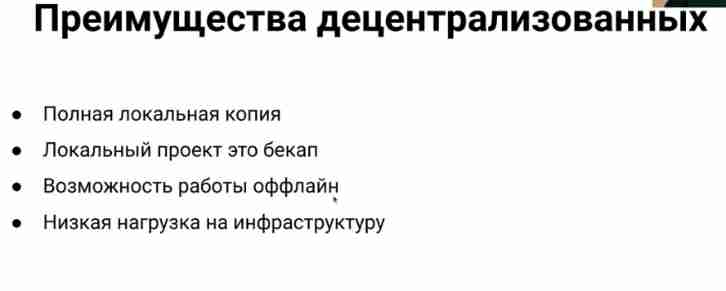 Преимущества децентрализованных
● Полная локальная копия
● Локальный проект это бекап
● Возможность работы оффлайн
● Низкая нагрузка на инфраструктуру